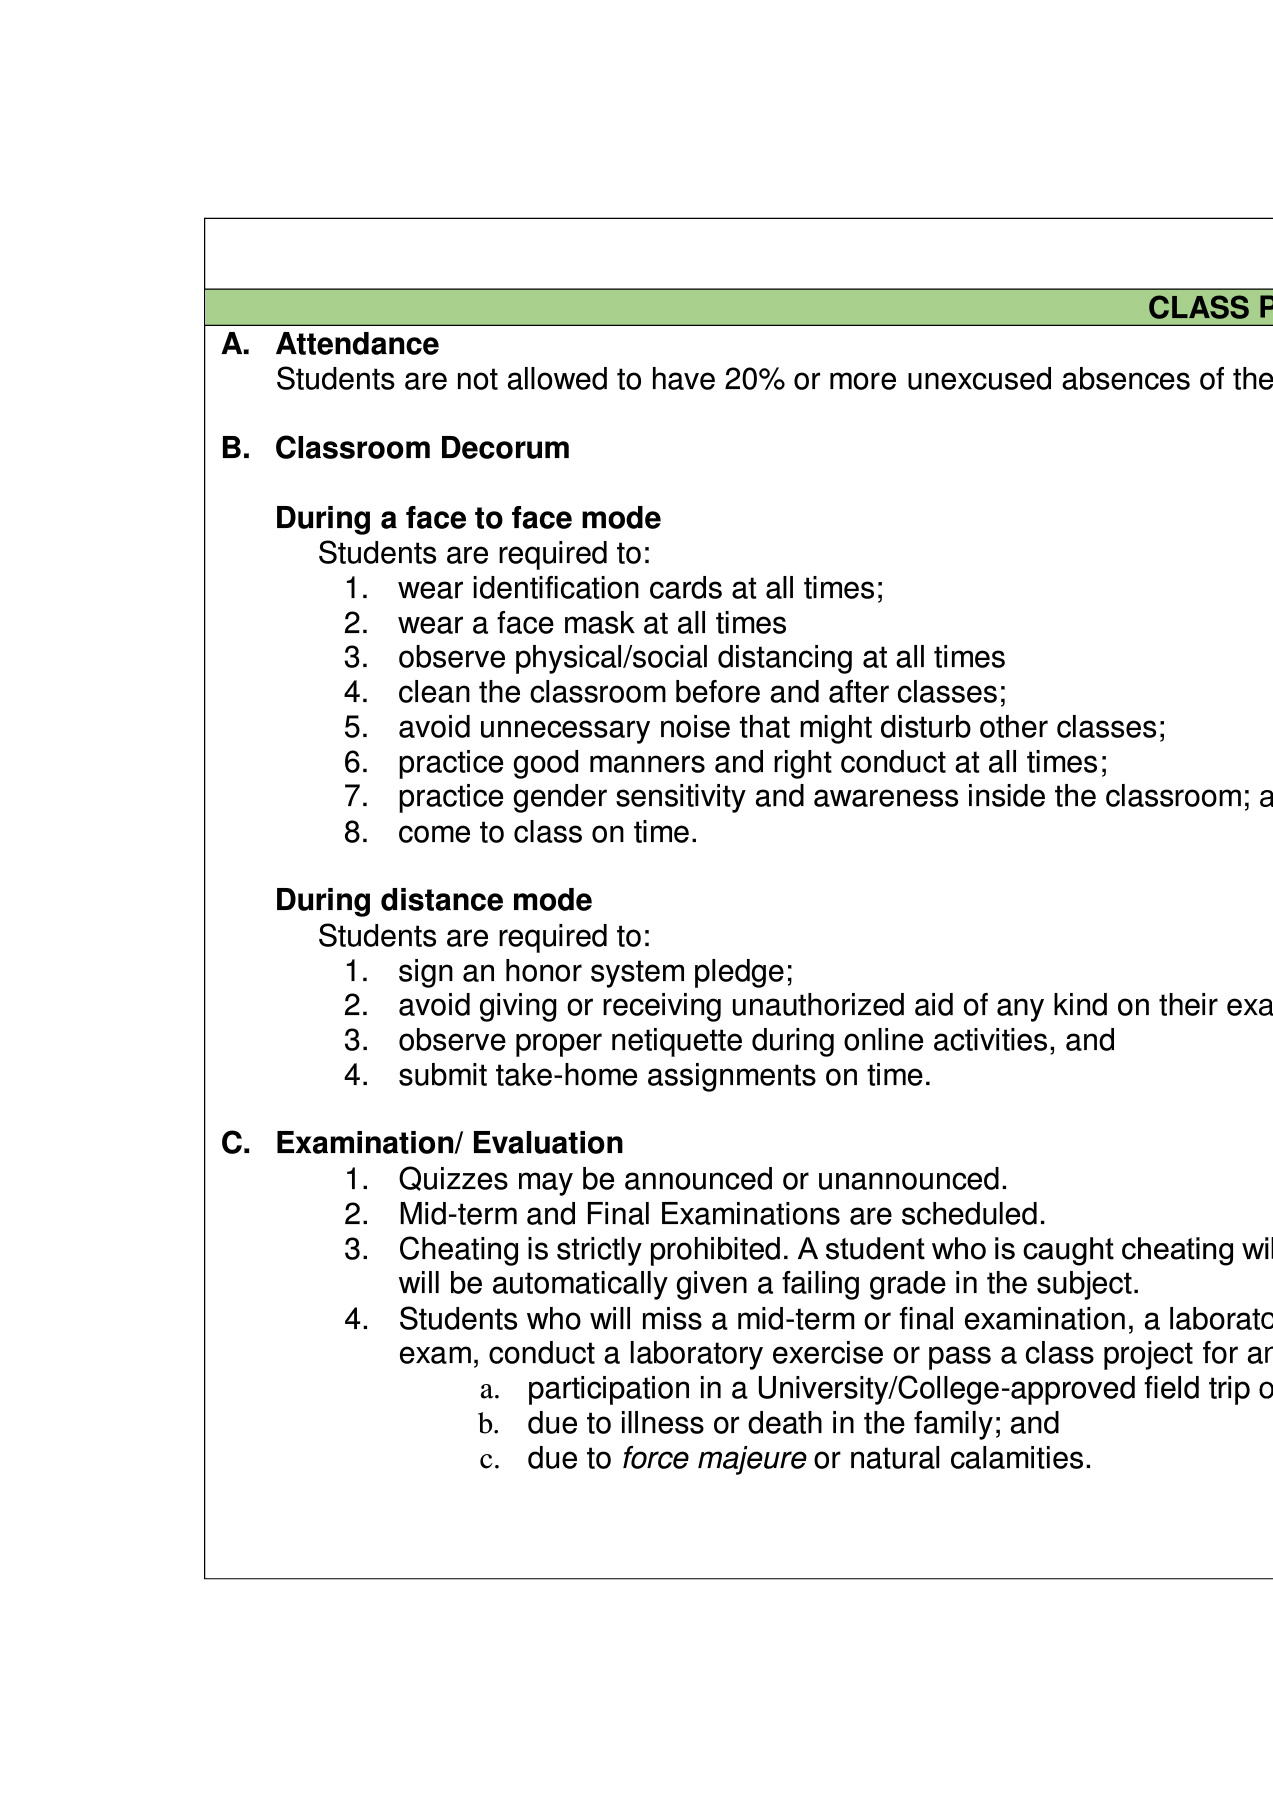 CLASS P
A. Attendance
Students are not allowed to have 20% or more unexcused absences of the
B. Classroom Decorum
During a face to face mode
Students are required to:
1. wear identification cards at all times;
2. wear a face mask at all times
3. observe physical/social distancing at all times
4. clean the classroom before and after classes;
5. avoid unnecessary noise that might disturb other classes;
6. practice good manners and right conduct at all times;
7. practice gender sensitivity and awareness inside the classroom; a
8. come to class on time.
During distance mode
Students are required to:
1. sign an honor system pledge;
2. avoid giving or receiving unauthorized aid of any kind on their exa
3. observe proper netiquette during online activities, and
4. submit take-home assignments on time.
C. Examination/ Evaluation
1. Quizzes may be announced or unannounced.
2. Mid-term and Final Examinations are scheduled.
3. Cheating is strictly prohibited. A student who is caught cheating wil
will be automatically given a failing grade in the subject.
4. Students who will miss a mid-term or final examination, a laborato
exam, conduct a laboratory exercise or pass a class project for an
a. participation in a University/College-approved field trip o
b. due to illness or death in the family; and
c. due to force majeure or natural calamities.